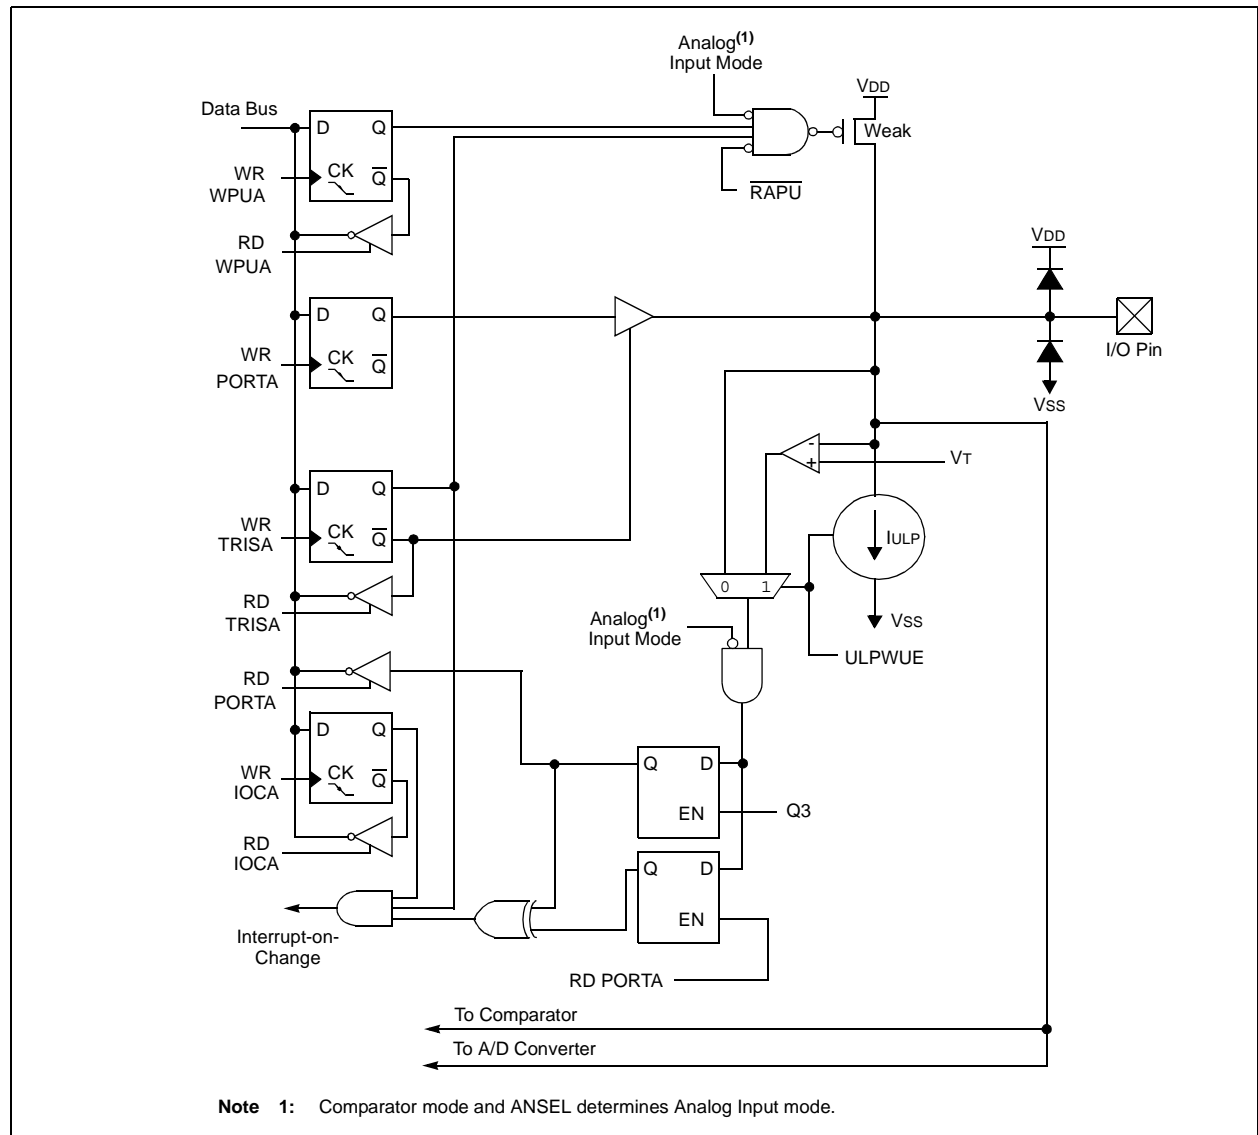 Analog(1)
Input Mode
VDD
Data Bus
D Q
Weak
WR
WPUA
CK Q
RAPU
RD
WPUA
VDD
D Q
WR
PORTA
CK Q
I/O Pin
VSS
-
+
VT
D Q
WR
TRISA
CK Q
IULP
0 1
RD
TRISA
Analog(1)
Input Mode
VSS
ULPWUE
RD
PORTA
D Q
Q D
WR
IOCA
CK Q
EN
Q3
RD
IOCA
Q D
EN
Interrupt-on-
Change
RD PORTA
To Comparator
To A/D Converter
Note 1: Comparator mode and ANSEL determines Analog Input mode.